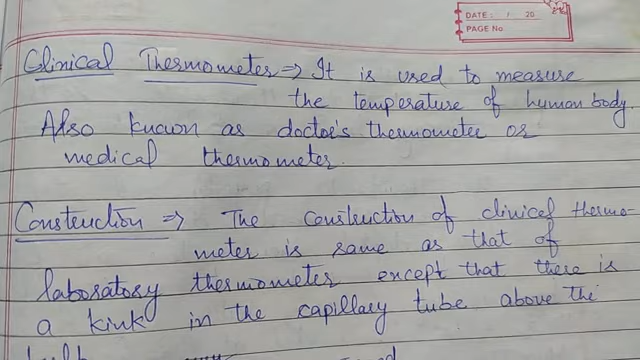 DATE: / 20
PAGE No
Clinical Thermometer ⇒ It is used to measure
the temperature of human body.
Also known as doctor's thermometer or
medical thermometer.
Construction ⇒ The construction of clinical thermo-
meter is same as that of
laboratory thermometer except that there is
a kink in the capillary tube above the